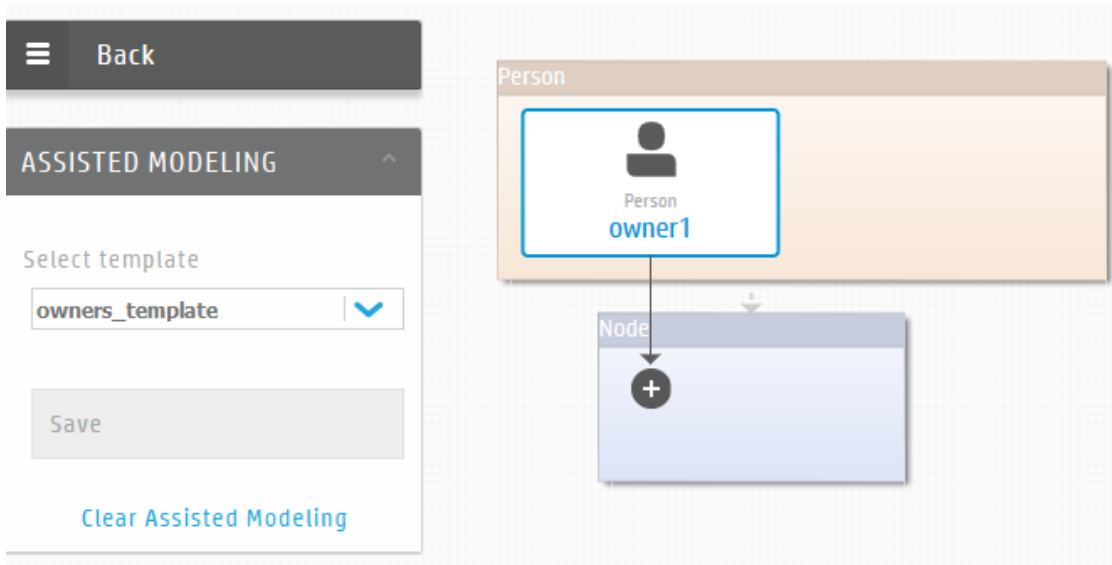 Back
ASSISTED MODELING
Select template
owners_template
Save
Clear Assisted Modeling
Person
Person
owner1
Node